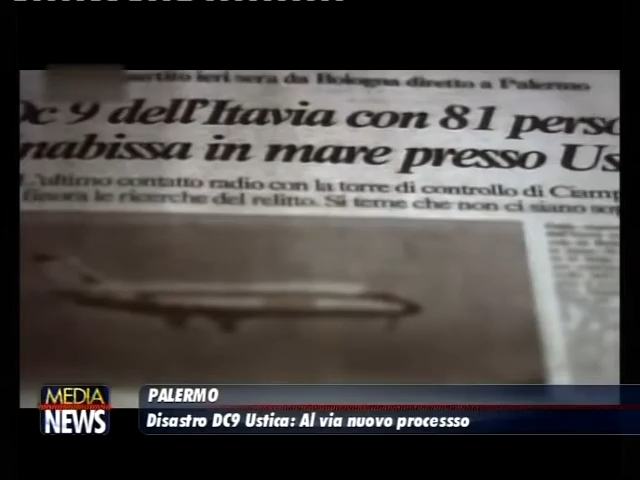 partito ieri sera da Bologna diretto a Palermo
Dc 9 dell'Itavia con 81 perso
nabissa in mare presso Us
L'ultimo contatto radio con la torre di controllo di Ciamp
finora le ricerche del relitto. Si teme che non ci siano sop
MEDIA
NEWS
PALERMO
Disastro DC9 Ustica: Al via nuovo processso